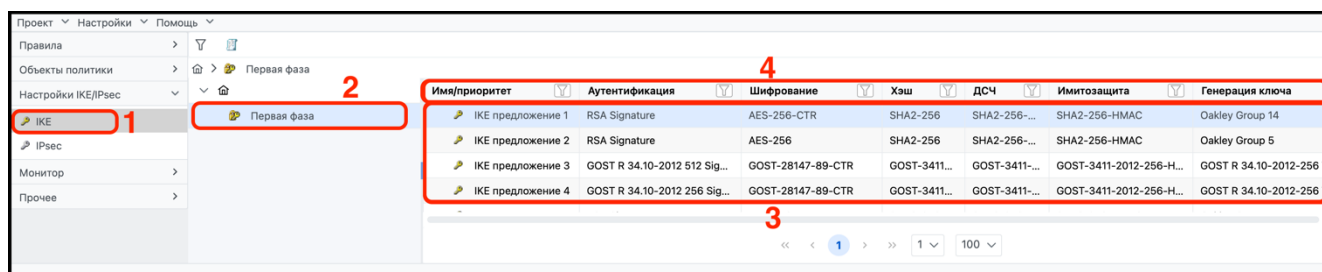 Проект Настройки Помощь
Правила
Объекты политики
Первая фаза
Настройки IKE/IPsec
IKE
1
IPsec
Монитор
Прочее
2
Первая фаза
4
Имя/приоритет Аутентификация Шифрование Хэш ДСЧ Имитозащита Генерация ключа
IKE предложение 1 RSA Signature AES-256-CTR SHA2-256 SHA2-256-... SHA2-256-HMAC Oakley Group 14
IKE предложение 2 RSA Signature AES-256 SHA2-256 SHA2-256-... SHA2-256-HMAC Oakley Group 5
IKE предложение 3 GOST R 34.10-2012 512 Sig... GOST-28147-89-CTR GOST-3411... GOST-3411-... GOST-3411-2012-256-H... GOST R 34.10-2012-256
IKE предложение 4 GOST R 34.10-2012 256 Sig... GOST-28147-89-CTR GOST-3411... GOST-3411-... GOST-3411-2012-256-H... GOST R 34.10-2012-256
3
<< < 1 > >> 1 100